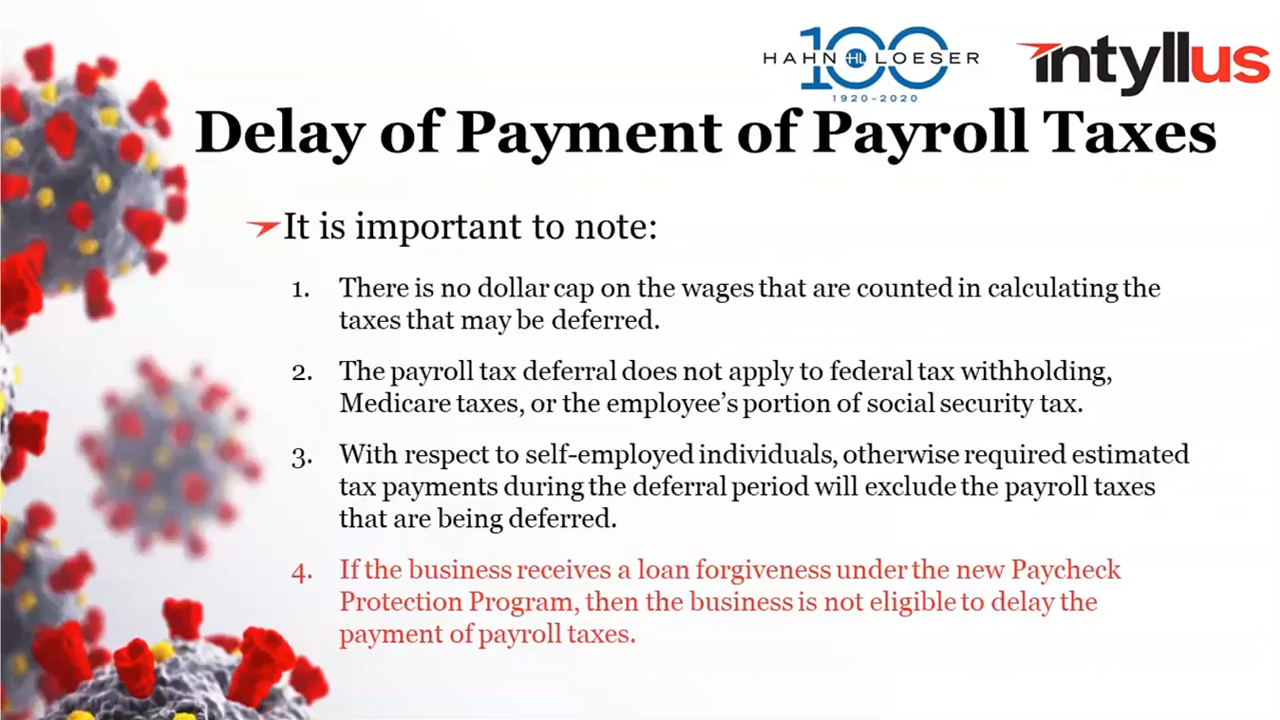 HAHN HL LOESER
100
1920-2020
intyllus
Delay of Payment of Payroll Taxes
It is important to note:
1. There is no dollar cap on the wages that are counted in calculating the
taxes that may be deferred.
2. The payroll tax deferral does not apply to federal tax withholding,
Medicare taxes, or the employee’s portion of social security tax.
3. With respect to self-employed individuals, otherwise required estimated
tax payments during the deferral period will exclude the payroll taxes
that are being deferred.
4. If the business receives a loan forgiveness under the new Paycheck
Protection Program, then the business is not eligible to delay the
payment of payroll taxes.